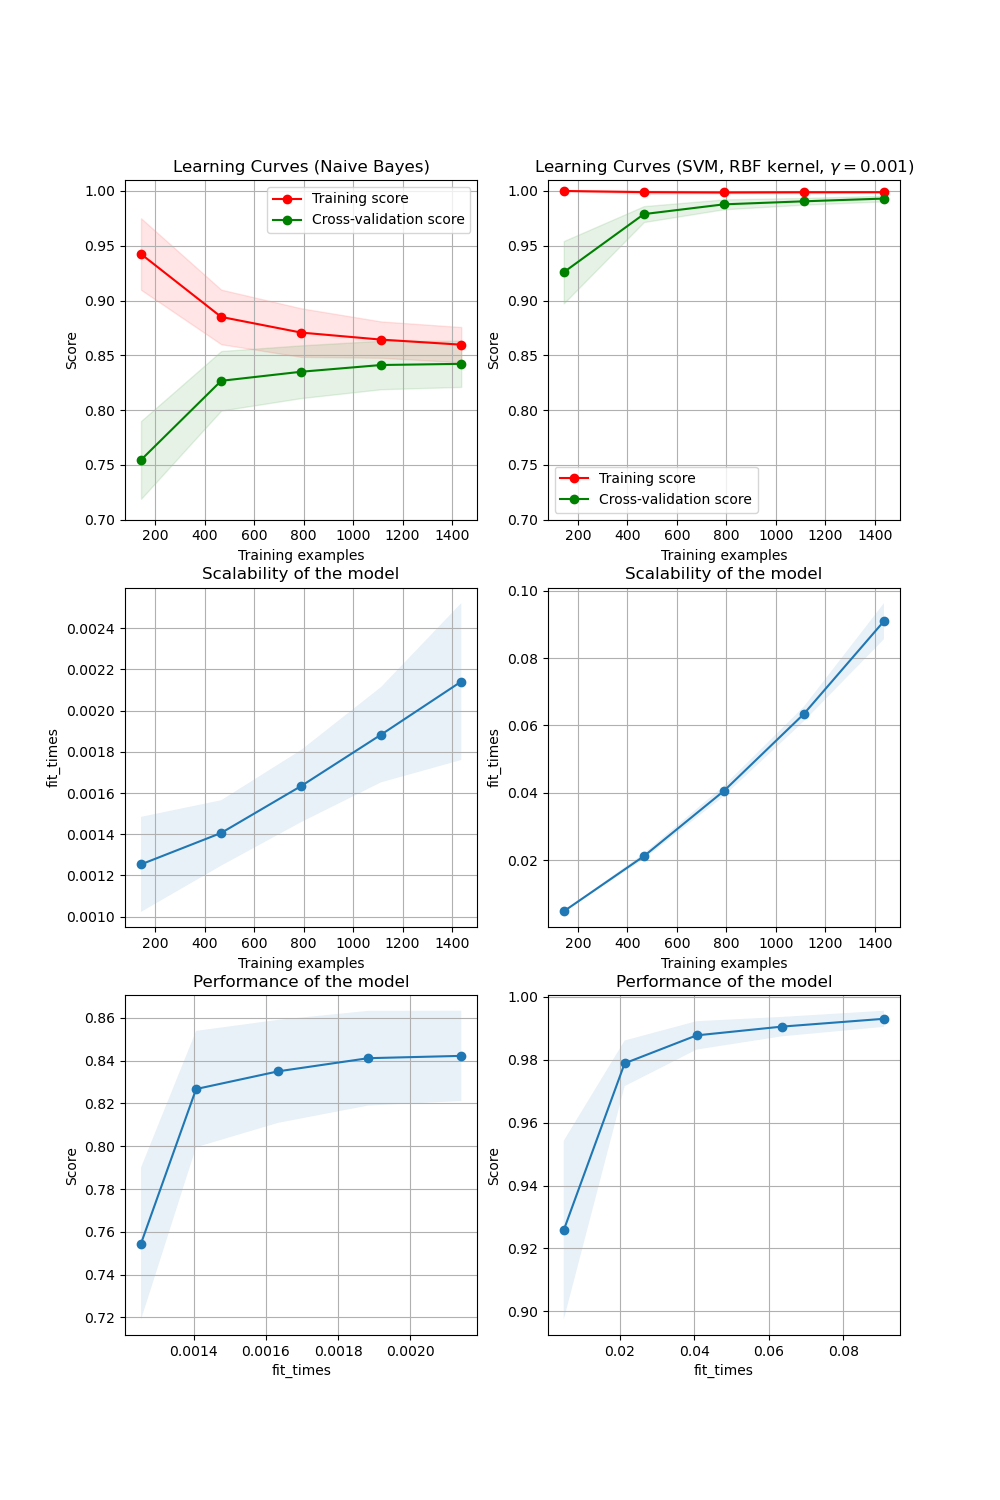 Learning Curves (Naive Bayes)
1.00
0.95
0.90
0.85
0.80
0.75
0.70
Score
Training score
Cross-validation score
200 400 600 800 1000 1200 1400
Training examples
Learning Curves (SVM, RBF kernel, γ = 0.001)
1.00
0.95
0.90
0.85
0.80
0.75
0.70
Score
Training score
Cross-validation score
200 400 600 800 1000 1200 1400
Training examples
Scalability of the model
0.0024
0.0022
0.0020
0.0018
0.0016
0.0014
0.0012
0.0010
fit_times
200 400 600 800 1000 1200 1400
Training examples
Scalability of the model
0.10
0.08
0.06
0.04
0.02
fit_times
200 400 600 800 1000 1200 1400
Training examples
Performance of the model
0.86
0.84
0.82
0.80
0.78
0.76
0.74
0.72
Score
0.0014 0.0016 0.0018 0.0020
fit_times
Performance of the model
1.00
0.98
0.96
0.94
0.92
0.90
Score
0.02 0.04 0.06 0.08
fit_times